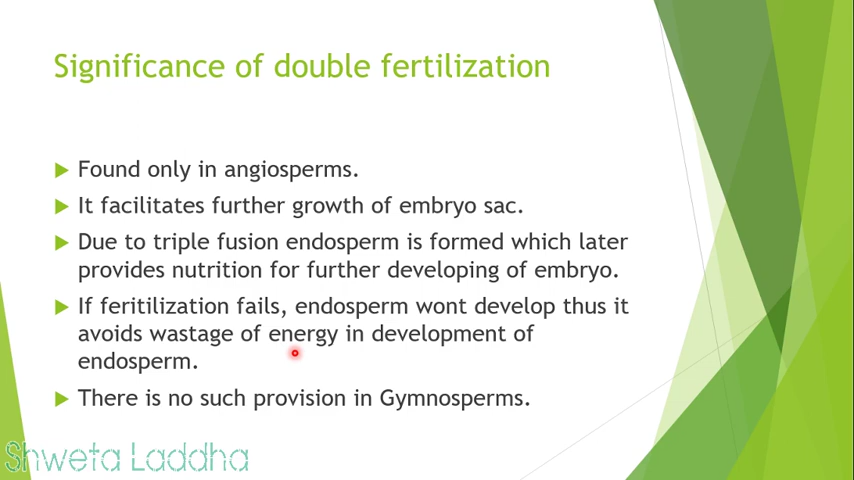 Significance of double fertilization
Found only in angiosperms.
It facilitates further growth of embryo sac.
Due to triple fusion endosperm is formed which later
provides nutrition for further developing of embryo.
If feritilization fails, endosperm wont develop thus it
avoids wastage of energy in development of
endosperm.
There is no such provision in Gymnosperms.
Shweta Laddha